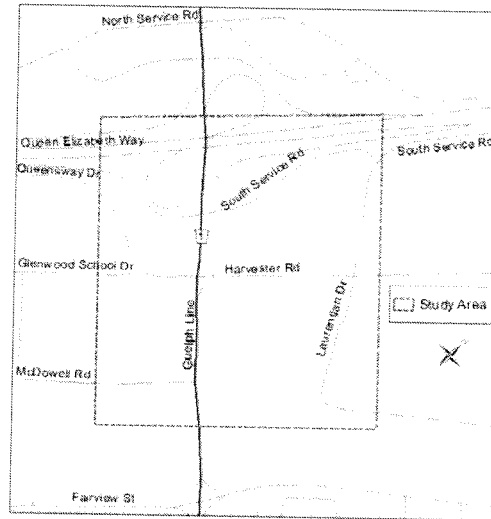 North Service Rd
Queen Elizabeth Way
South Service Rd
Queensway Dr
South Service Rd
Glenwood School Dr
Harvester Rd
Study Area
Guelph Line
Laurentian Dr
McDowell Rd
Fairview St